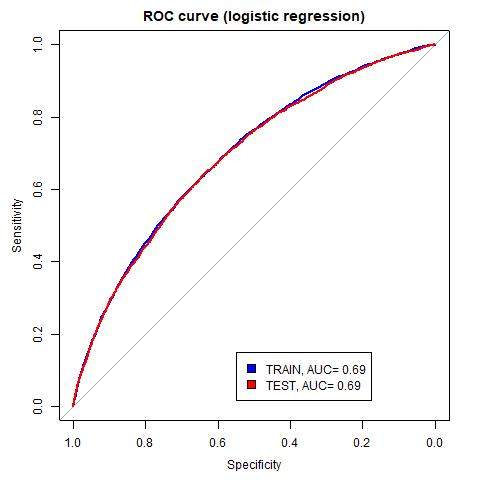 ROC curve (logistic regression)
Sensitivity
1.0
0.8
0.6
0.4
0.2
0.0
TRAIN, AUC= 0.69
TEST, AUC= 0.69
1.0 0.8 0.6 0.4 0.2 0.0
Specificity